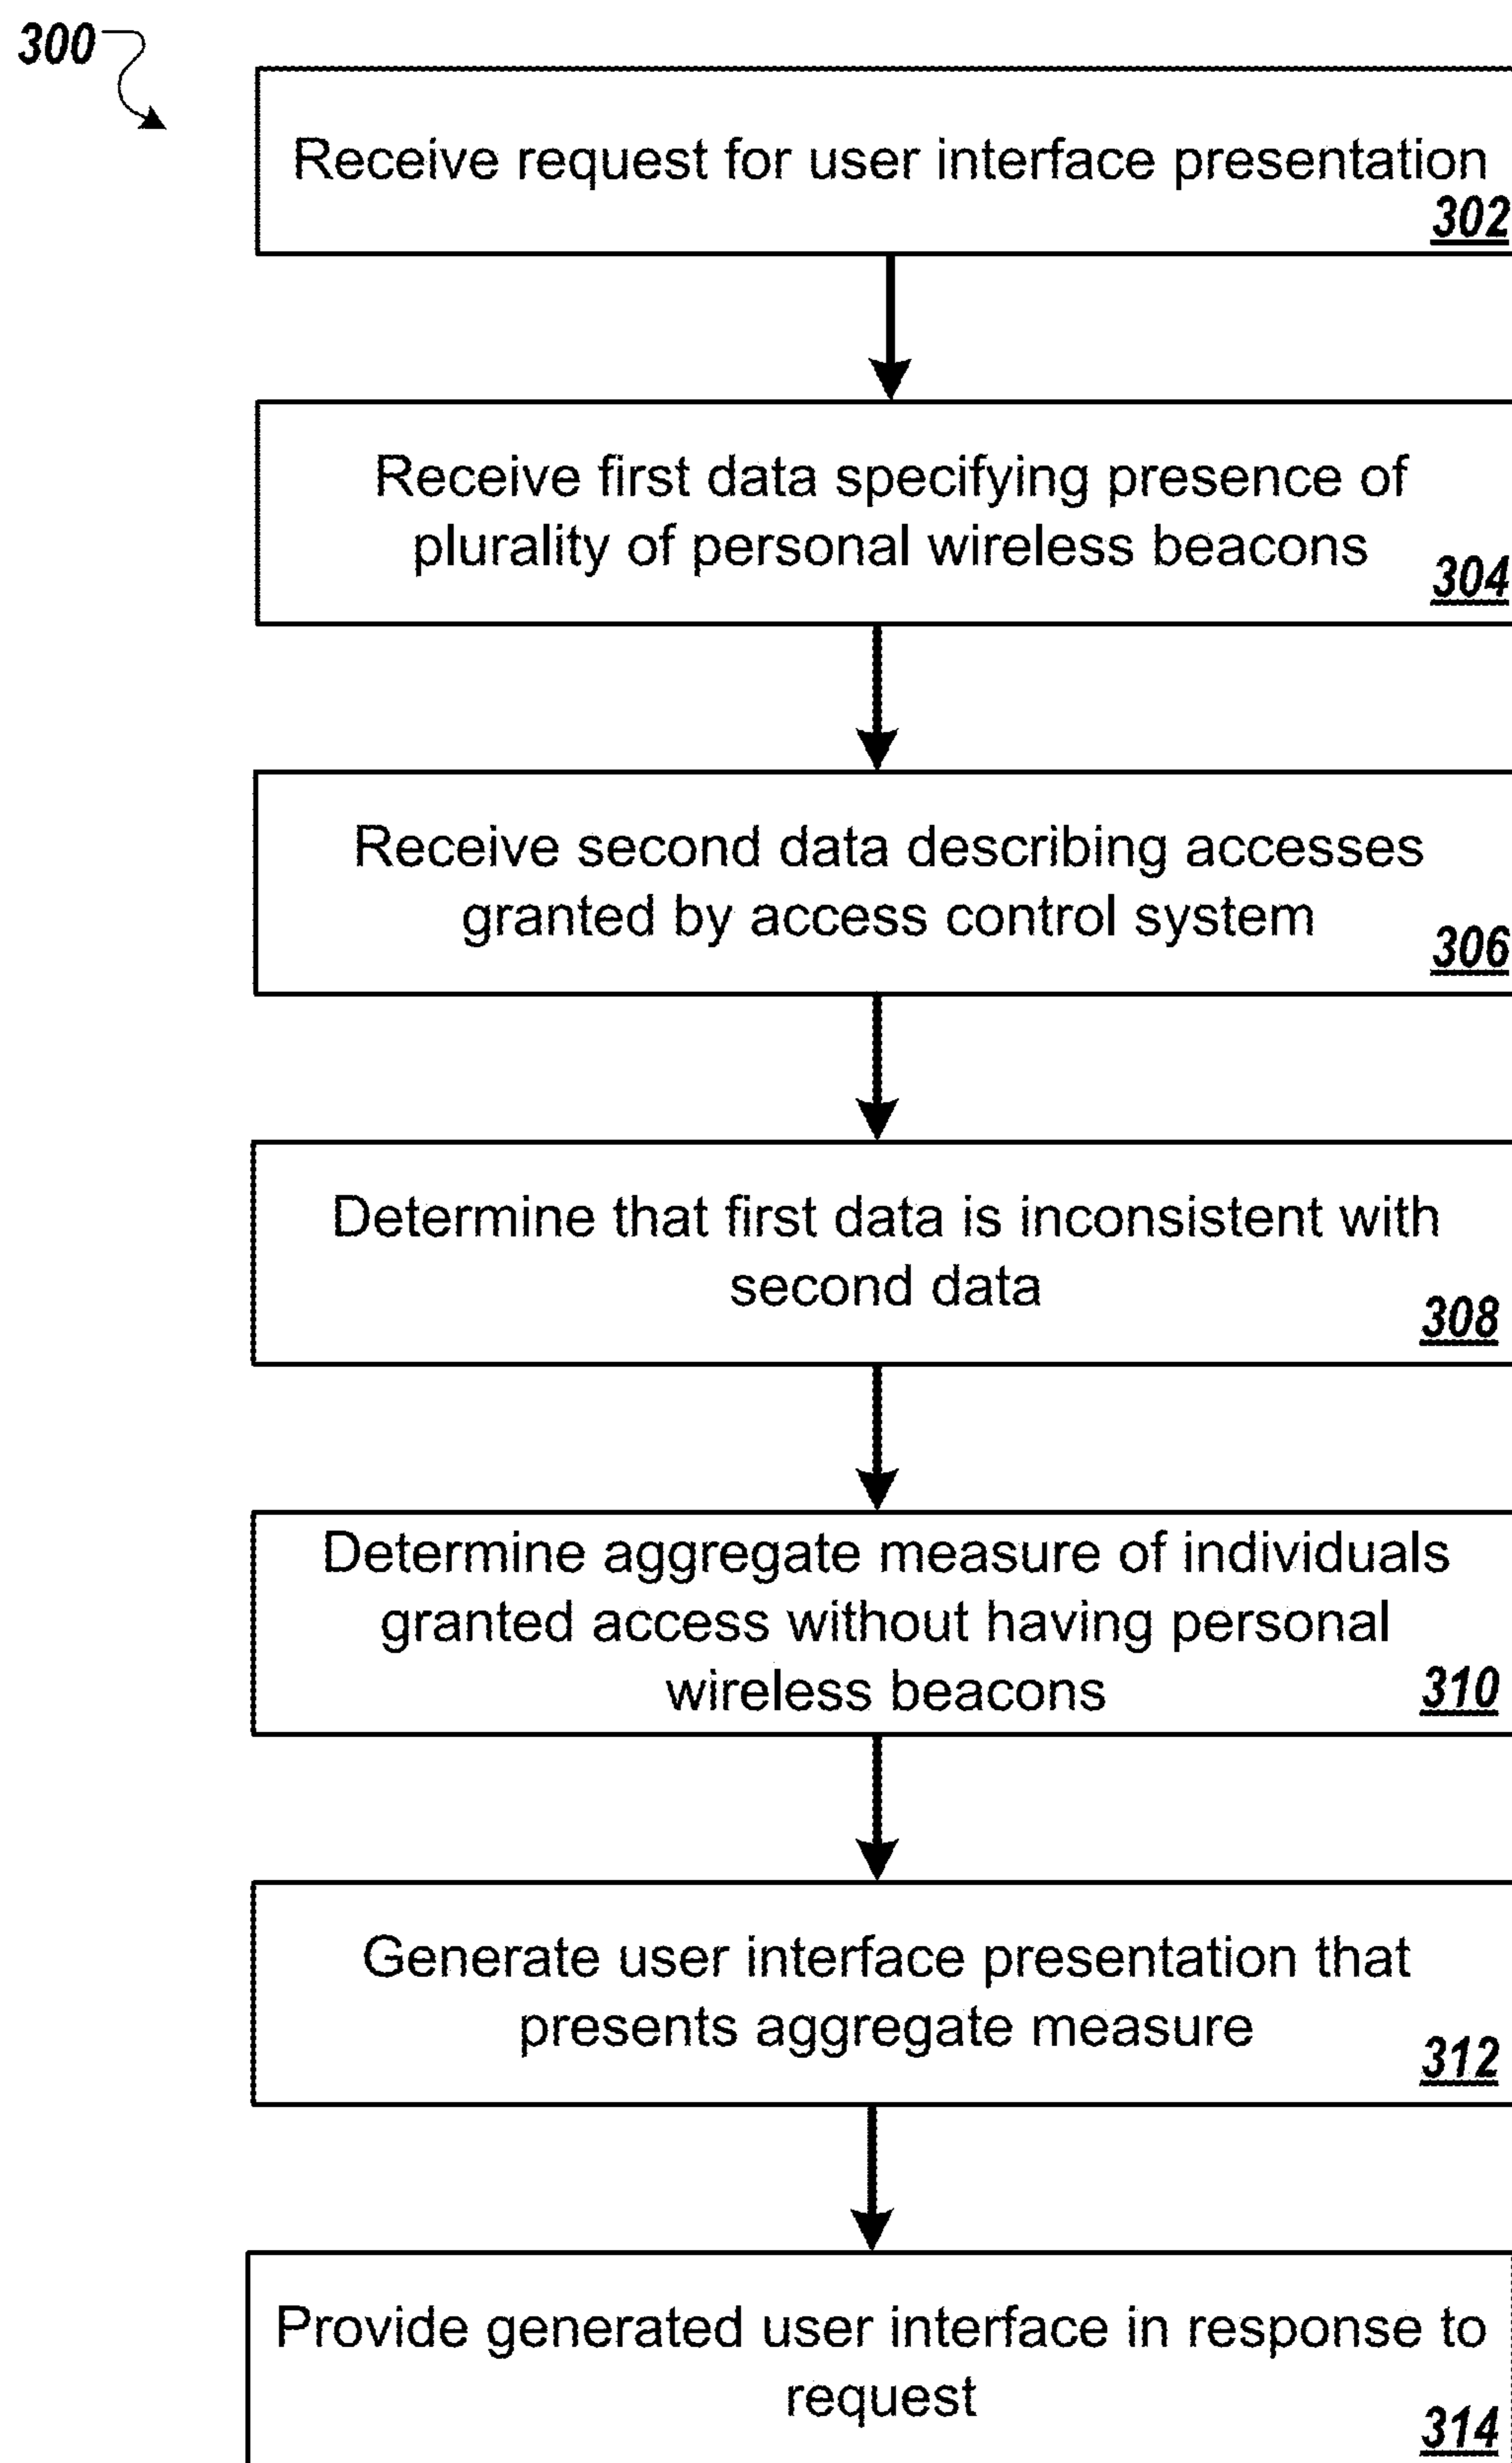 300
Receive request for user interface presentation
302
Receive first data specifying presence of
plurality of personal wireless beacons
304
Receive second data describing accesses
granted by access control system
306
Determine that first data is inconsistent with
second data
308
Determine aggregate measure of individuals
granted access without having personal
wireless beacons
310
Generate user interface presentation that
presents aggregate measure
312
Provide generated user interface in response to
request
314